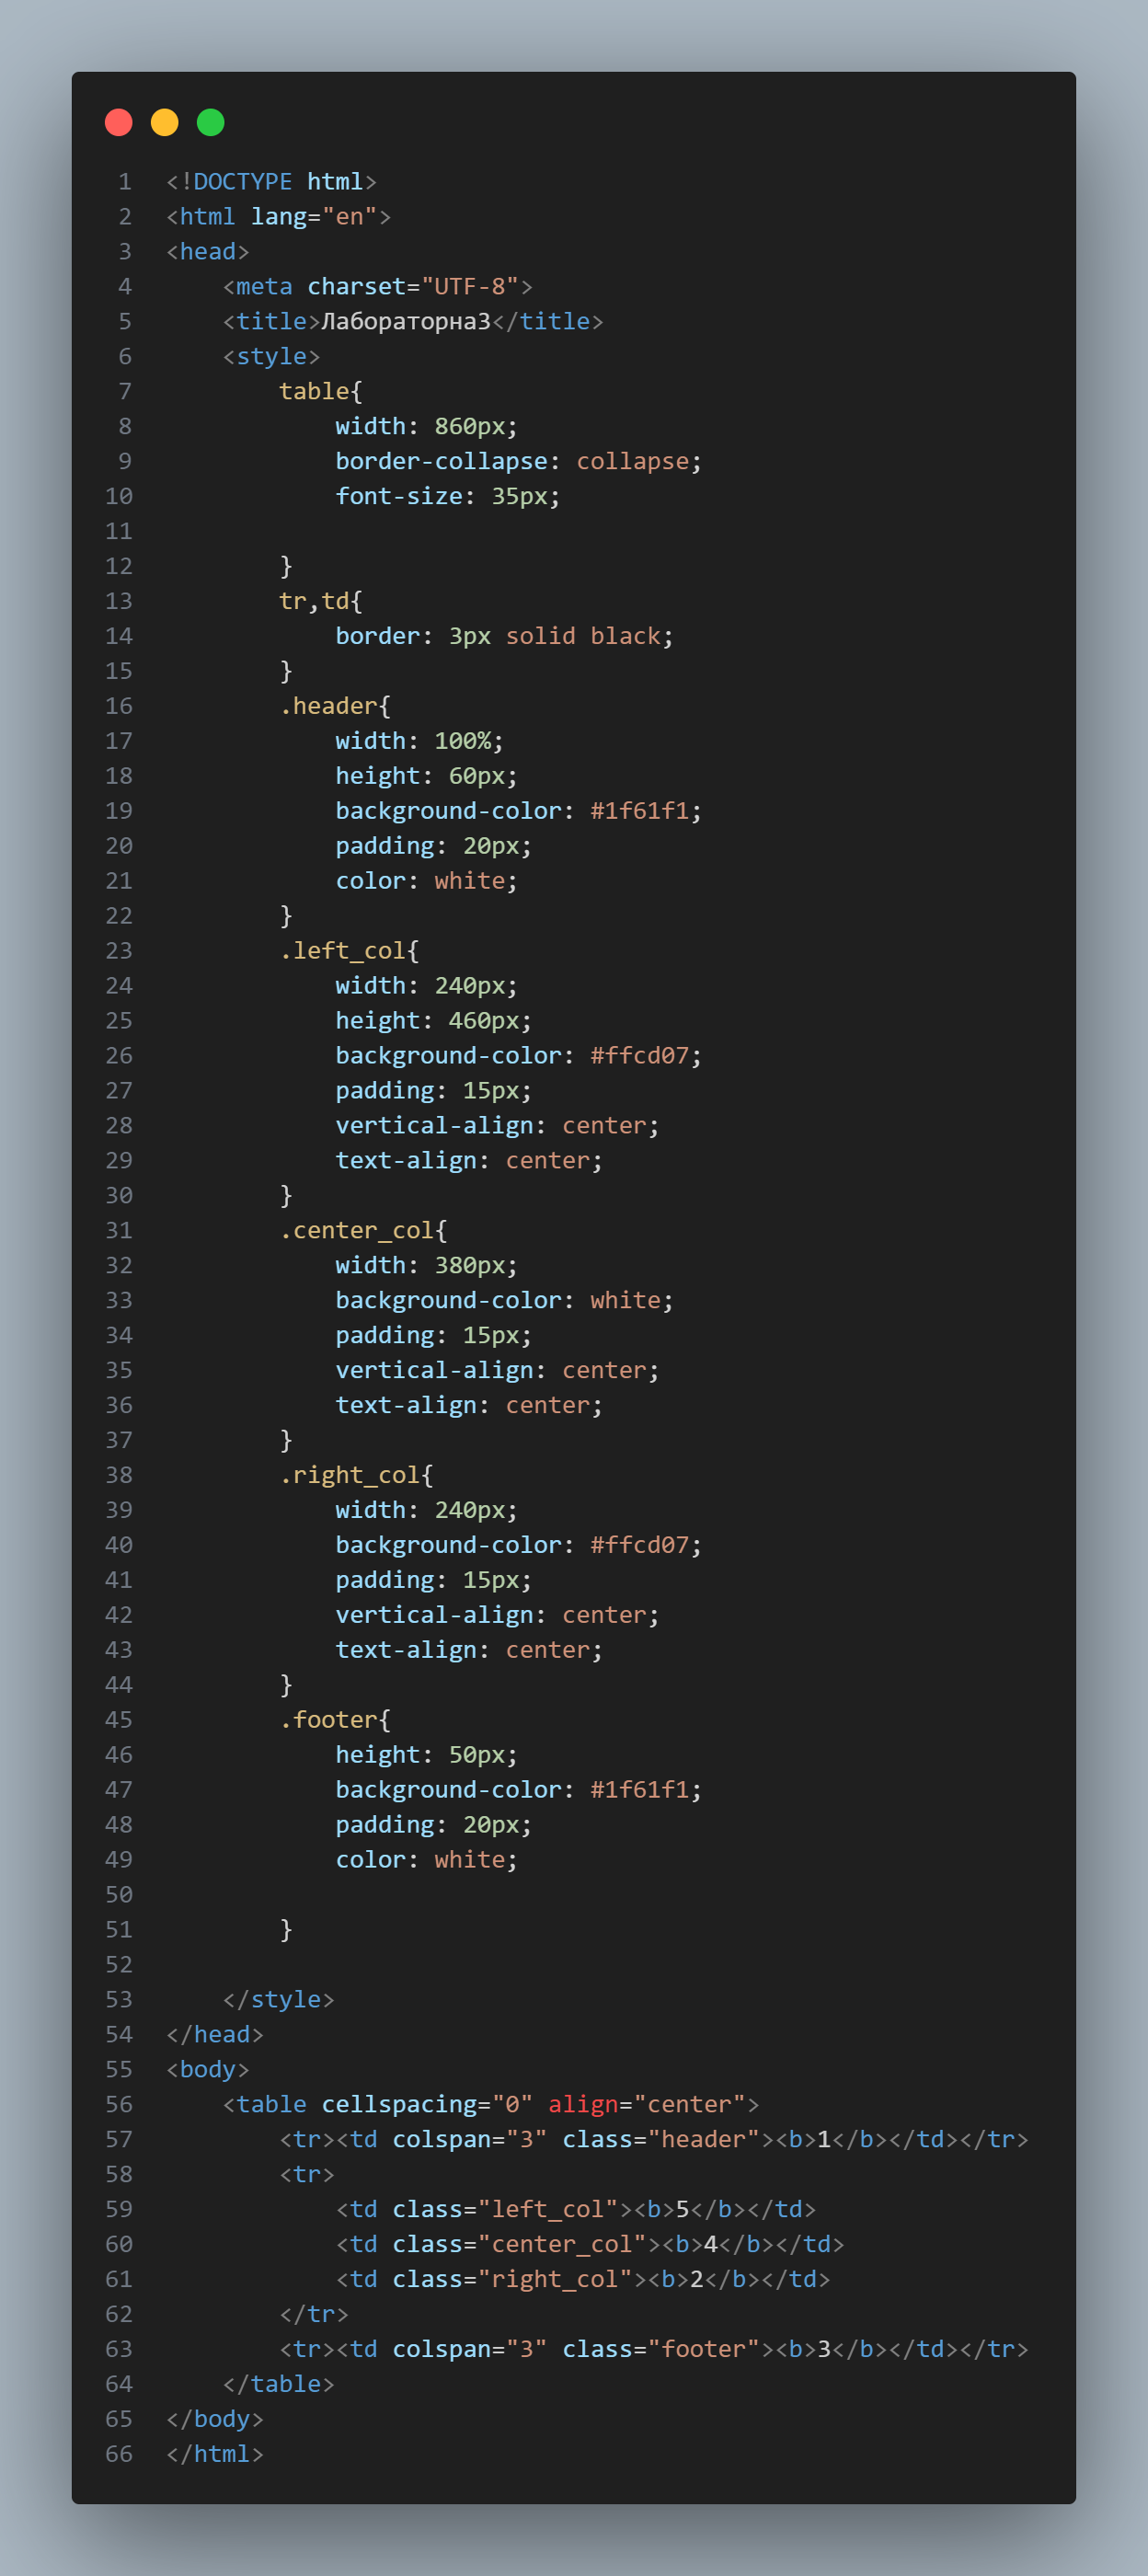 1 <!DOCTYPE html>
2 <html lang="en">
3 <head>
4     <meta charset="UTF-8">
5     <title>Лабораторна3</title>
6     <style>
7         table{
8             width: 860px;
9             border-collapse: collapse;
10             font-size: 35px;
11
12         }
13         tr,td{
14             border: 3px solid black;
15         }
16         .header{
17             width: 100%;
18             height: 60px;
19             background-color: #1f61f1;
20             padding: 20px;
21             color: white;
22         }
23         .left_col{
24             width: 240px;
25             height: 460px;
26             background-color: #ffcd07;
27             padding: 15px;
28             vertical-align: center;
29             text-align: center;
30         }
31         .center_col{
32             width: 380px;
33             background-color: white;
34             padding: 15px;
35             vertical-align: center;
36             text-align: center;
37         }
38         .right_col{
39             width: 240px;
40             background-color: #ffcd07;
41             padding: 15px;
42             vertical-align: center;
43             text-align: center;
44         }
45         .footer{
46             height: 50px;
47             background-color: #1f61f1;
48             padding: 20px;
49             color: white;
50
51         }
52
53     </style>
54 </head>
55 <body>
56     <table cellspacing="0" align="center">
57         <tr><td colspan="3" class="header"><b>1</b></td></tr>
58         <tr>
59             <td class="left_col"><b>5</b></td>
60             <td class="center_col"><b>4</b></td>
61             <td class="right_col"><b>2</b></td>
62         </tr>
63         <tr><td colspan="3" class="footer"><b>3</b></td></tr>
64     </table>
65 </body>
66 </html>